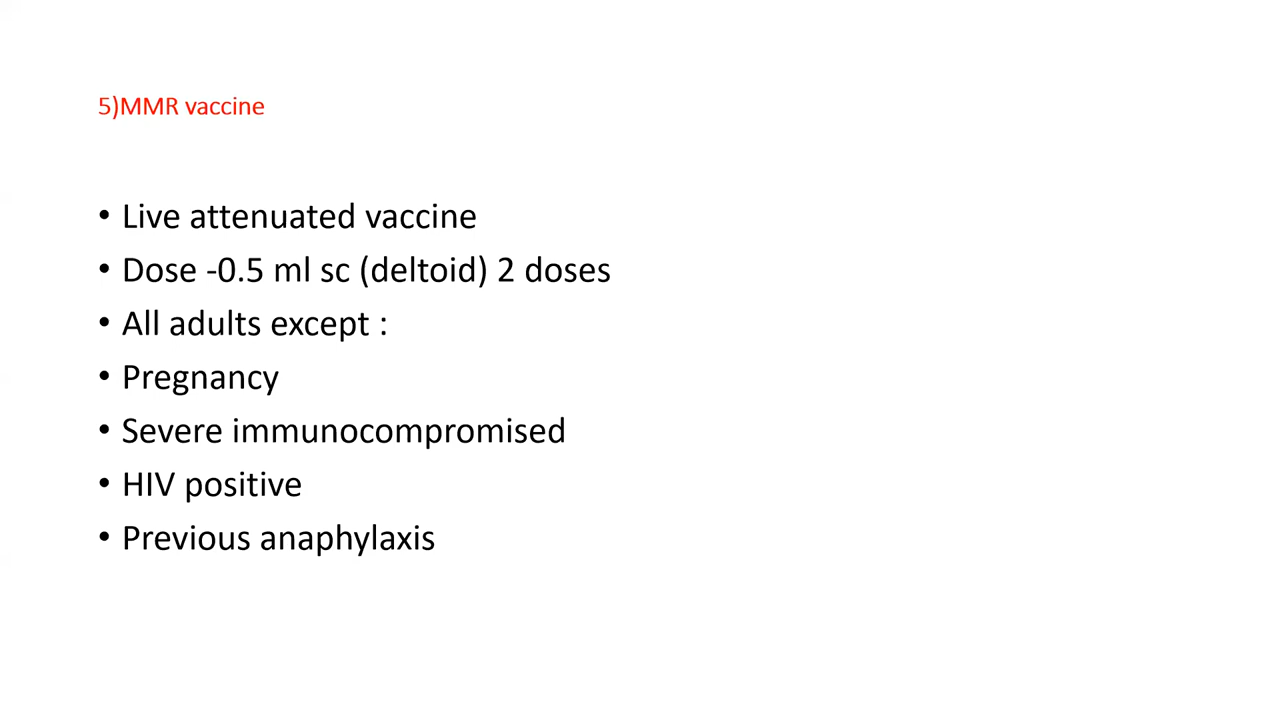 5)MMR vaccine
• Live attenuated vaccine
• Dose -0.5 ml sc (deltoid) 2 doses
• All adults except :
• Pregnancy
• Severe immunocompromised
• HIV positive
• Previous anaphylaxis